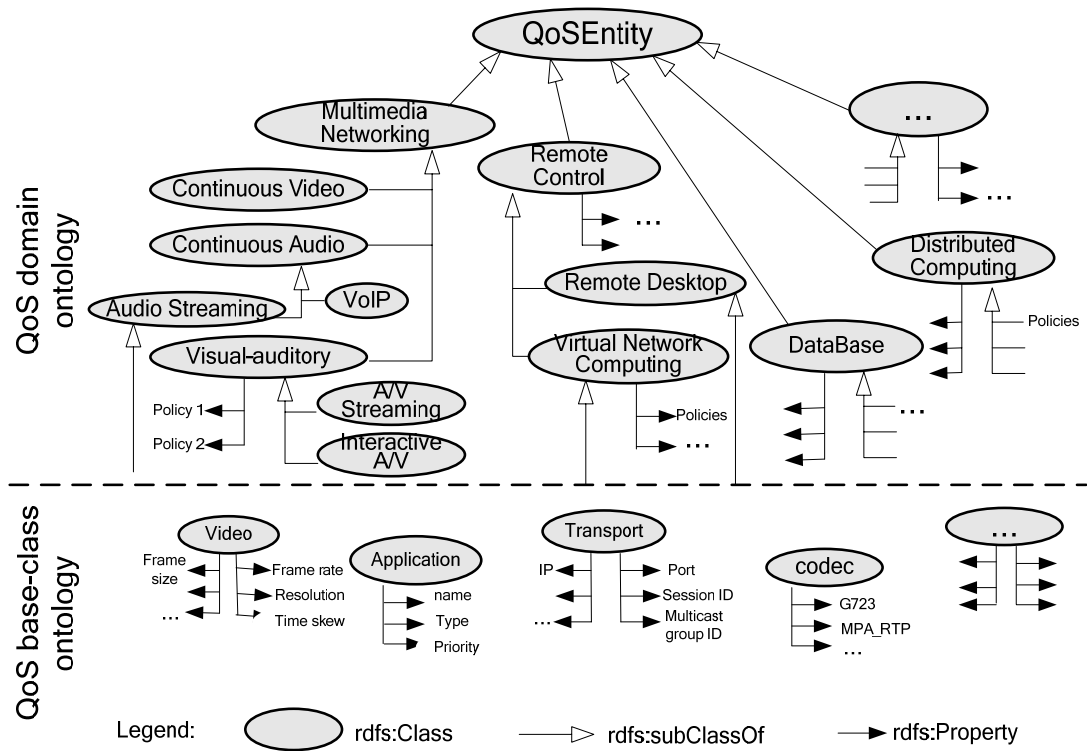 QoSEntity
Multimedia
Networking
...
Remote
Control
Continuous Video
...
...
Continuous Audio
Distributed
Computing
QoS domain
ontology
Remote Desktop
VoIP
Audio Streaming
Policies
Virtual Network
Computing
DataBase
Visual-auditory
A/V
Streaming
...
Policy 1
Policies
Policy 2
Interactive
A/V
...
QoS base-class
ontology
Video
Transport
...
Application
codec
Frame
size
Frame rate
IP
Port
name
Resolution
Session ID
G723
...
Time skew
Type
...
Multicast
group ID
MPA_RTP
Priority
...
Legend:
rdfs:Class
rdfs:subClassOf
rdfs:Property